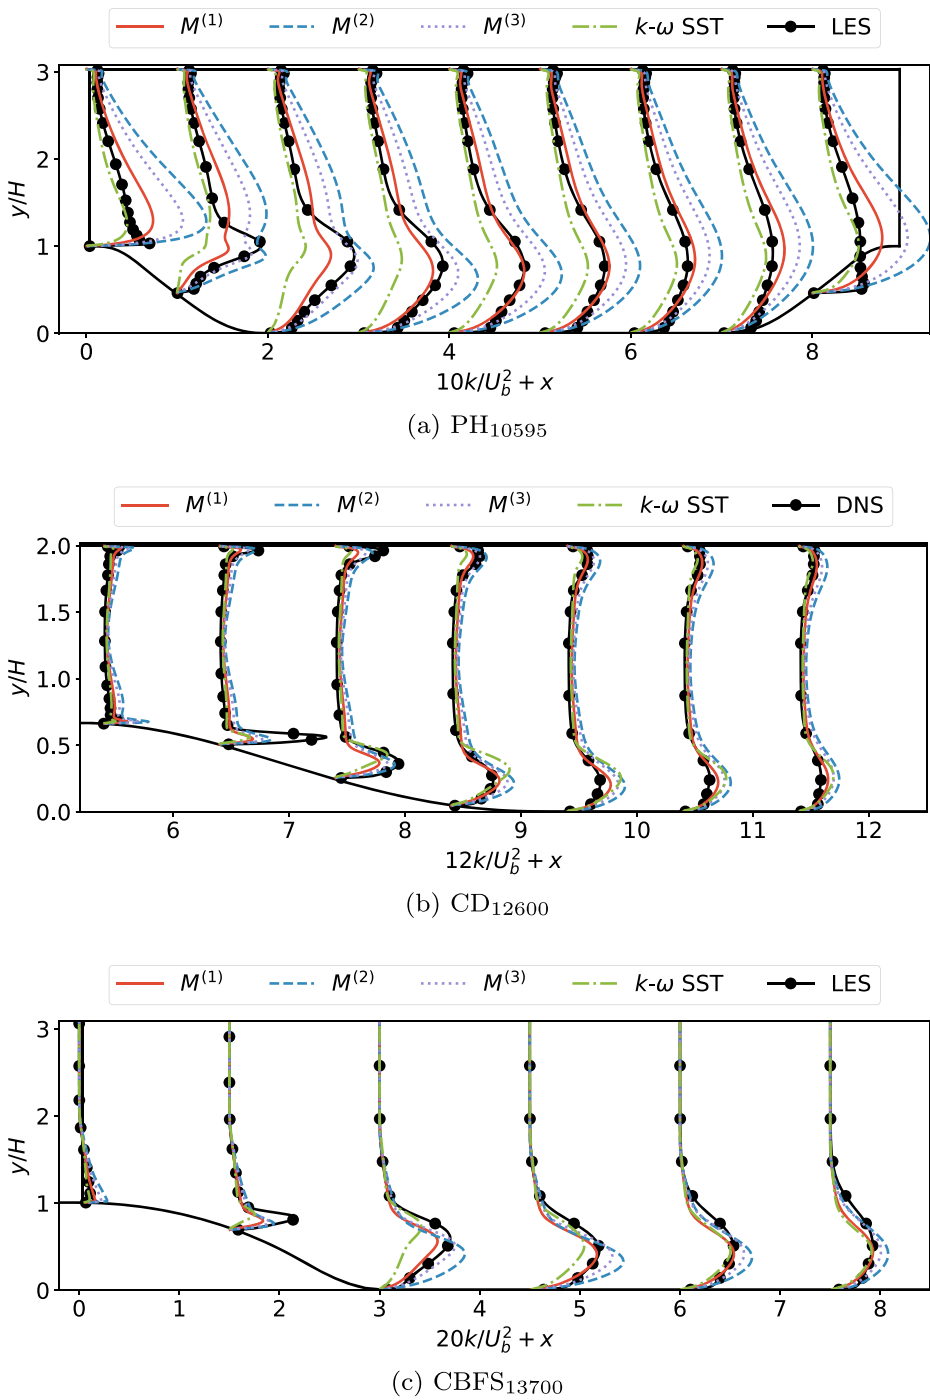 M(1) M(2) M(3) k-ω SST LES
3
2
1
0
y/H
0 2 4 6 8
10k/U_b^2 + x
(a) PH10595
M(1) M(2) M(3) k-ω SST DNS
2.0
1.5
1.0
0.5
0.0
y/H
6 7 8 9 10 11 12
12k/U_b^2 + x
(b) CD12600
M(1) M(2) M(3) k-ω SST LES
3
2
1
0
y/H
0 1 2 3 4 5 6 7 8
20k/U_b^2 + x
(c) CBFS13700